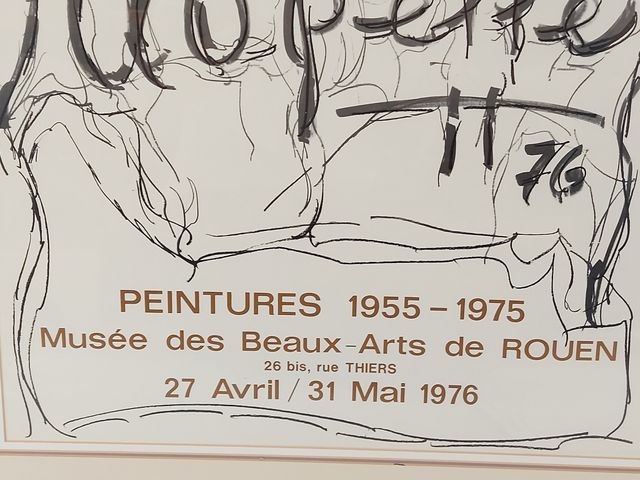 76
PEINTURES 1955 – 1975
Musée des Beaux-Arts de ROUEN
26 bis, rue THIERS
27 Avril / 31 Mai 1976